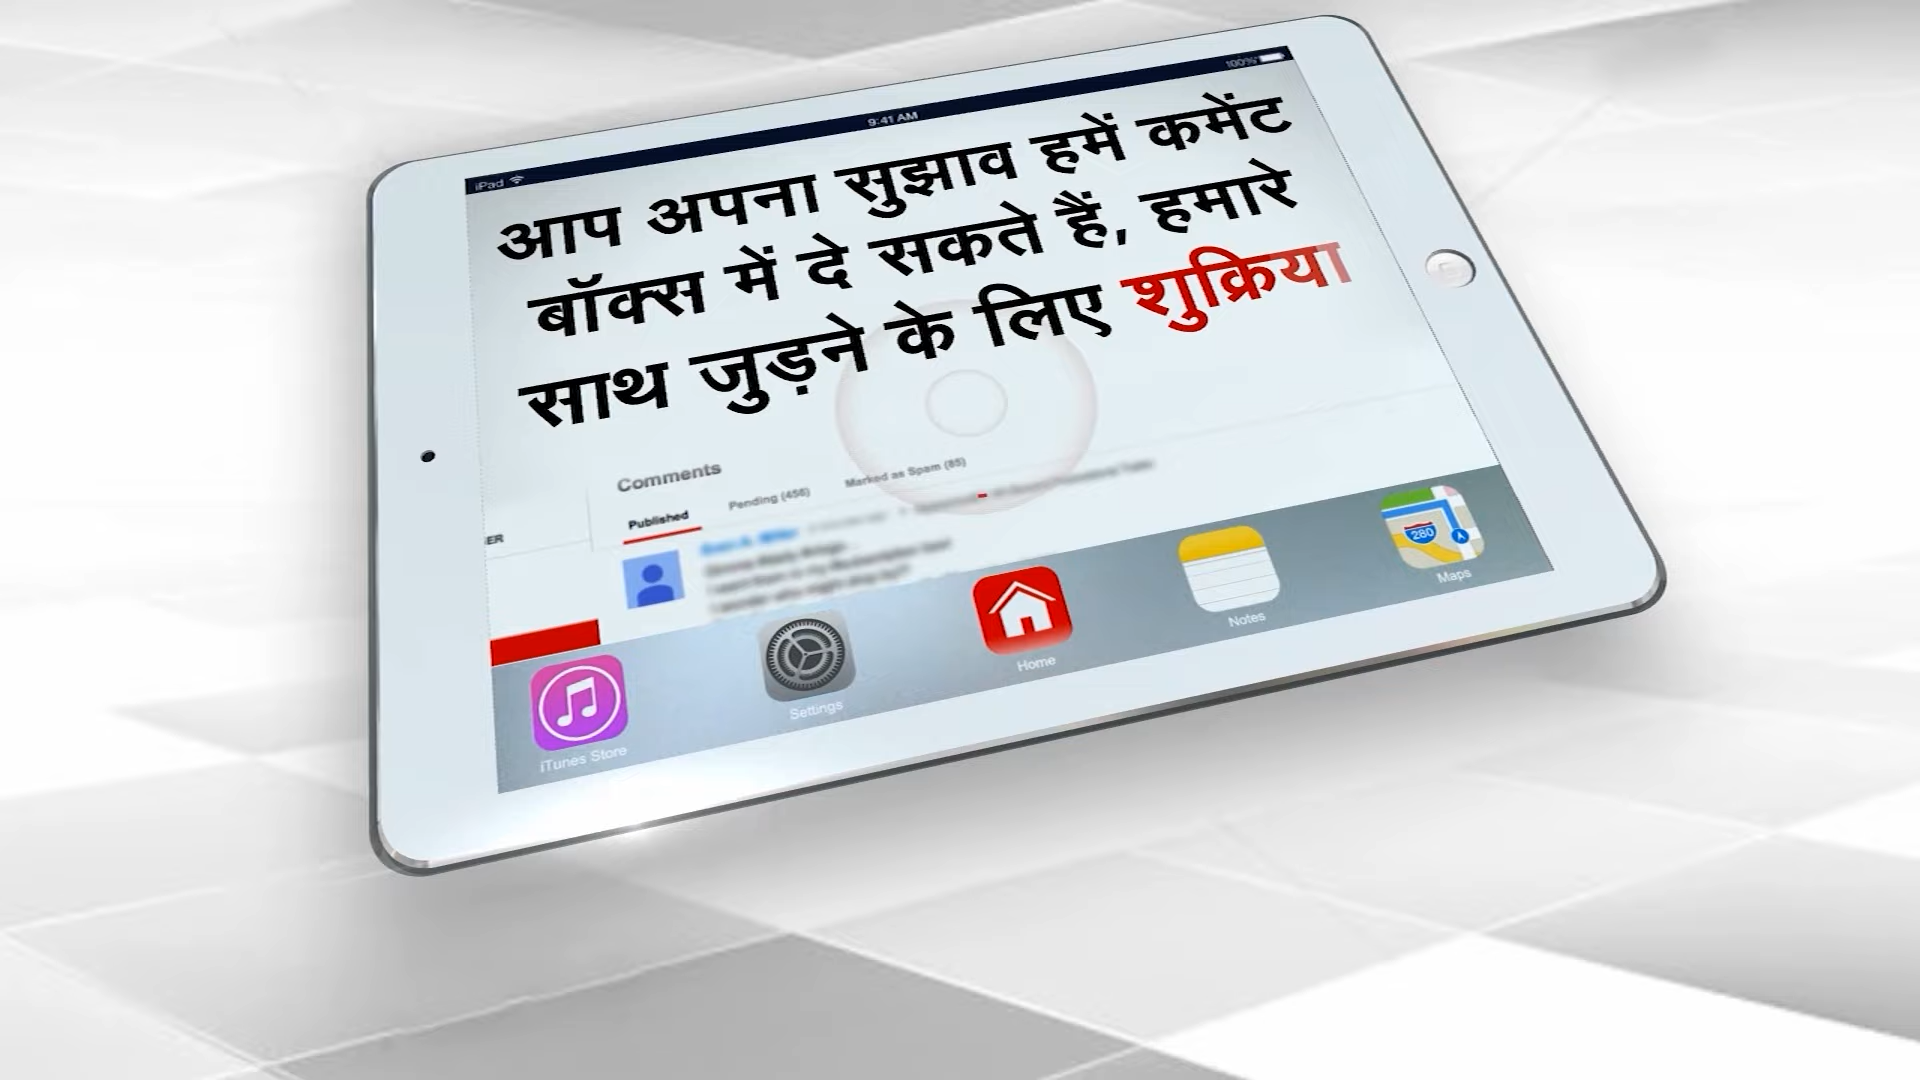 iPad
9:41 AM
100%
आप अपना सुझाव हमें कमेंट
बॉक्स में दे सकते हैं, हमारे
साथ जुड़ने के लिए शुक्रिया
Comments
Published
Pending (456)
Marked as Spam (85)
ER
iTunes Store
Settings
Home
Notes
280
Maps